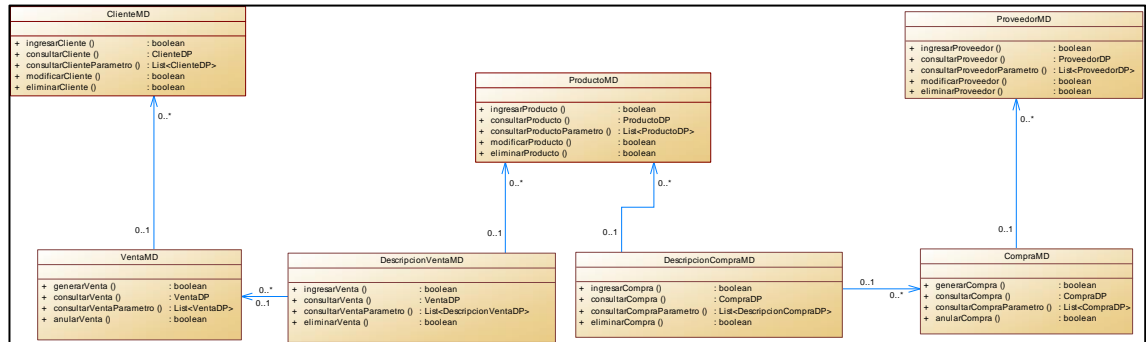 ClienteMD
+ ingresarCliente () : boolean
+ consultarCliente () : ClienteDP
+ consultarClienteParametro () : List<ClienteDP>
+ modificarCliente () : boolean
+ eliminarCliente () : boolean
ProveedorMD
+ ingresarProveedor () : boolean
+ consultarProveedor () : ProveedorDP
+ consultarProveedorParametro () : List<ProveedorDP>
+ modificarProveedor () : boolean
+ eliminarProveedor () : boolean
ProductoMD
+ ingresarProducto () : boolean
+ consultarProducto () : ProductoDP
+ consultarProductoParametro () : List<ProductoDP>
+ modificarProducto () : boolean
+ eliminarProducto () : boolean
0..*
0..*
0..*
0..*
0..1
0..1
0..1
0..1
VentaMD
+ generarVenta () : boolean
+ consultarVenta () : VentaDP
+ consultarVentaParametro () : List<VentaDP>
+ anularVenta () : boolean
0..*
0..1
DescripcionVentaMD
+ ingresarVenta () : boolean
+ consultarVenta () : VentaDP
+ consultarVentaParametro () : List<DescripcionVentaDP>
+ eliminarVenta () : boolean
DescripcionCompraMD
+ ingresarCompra () : boolean
+ consultarCompra () : CompraDP
+ consultarCompraParametro () : List<DescripcionCompraDP>
+ eliminarCompra () : boolean
0..1
0..*
CompraMD
+ generarCompra () : boolean
+ consultarCompra () : CompraDP
+ consultarCompraParametro () : List<CompraDP>
+ anularCompra () : boolean